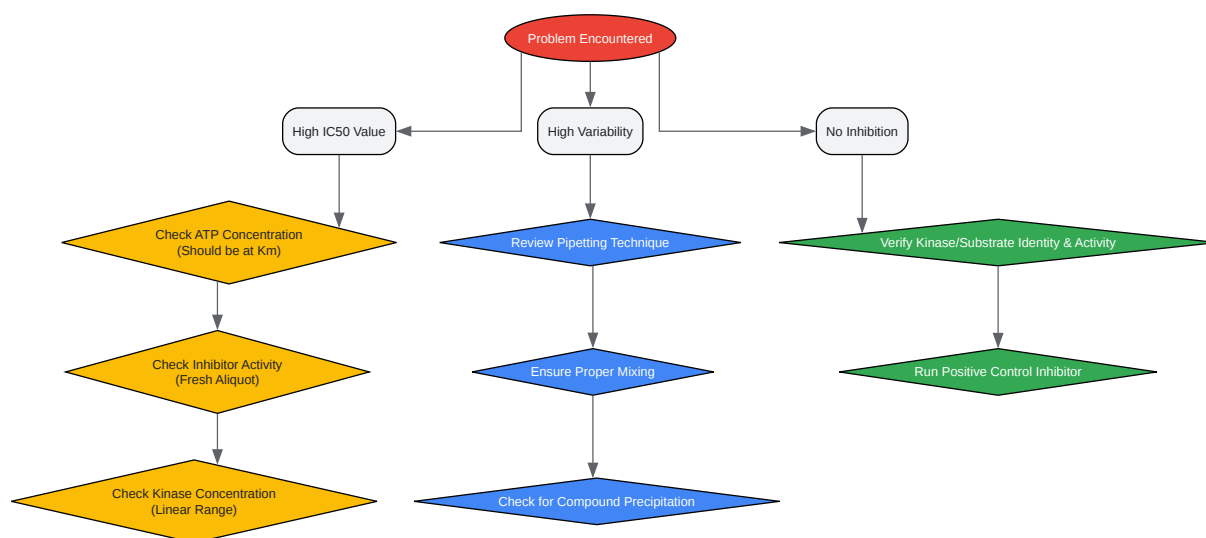 Problem Encountered
High IC50 Value
High Variability
No Inhibition
Check ATP Concentration
(Should be at Km)
Review Pipetting Technique
Verify Kinase/Substrate Identity & Activity
Check Inhibitor Activity
(Fresh Aliquot)
Ensure Proper Mixing
Run Positive Control Inhibitor
Check Kinase Concentration
(Linear Range)
Check for Compound Precipitation